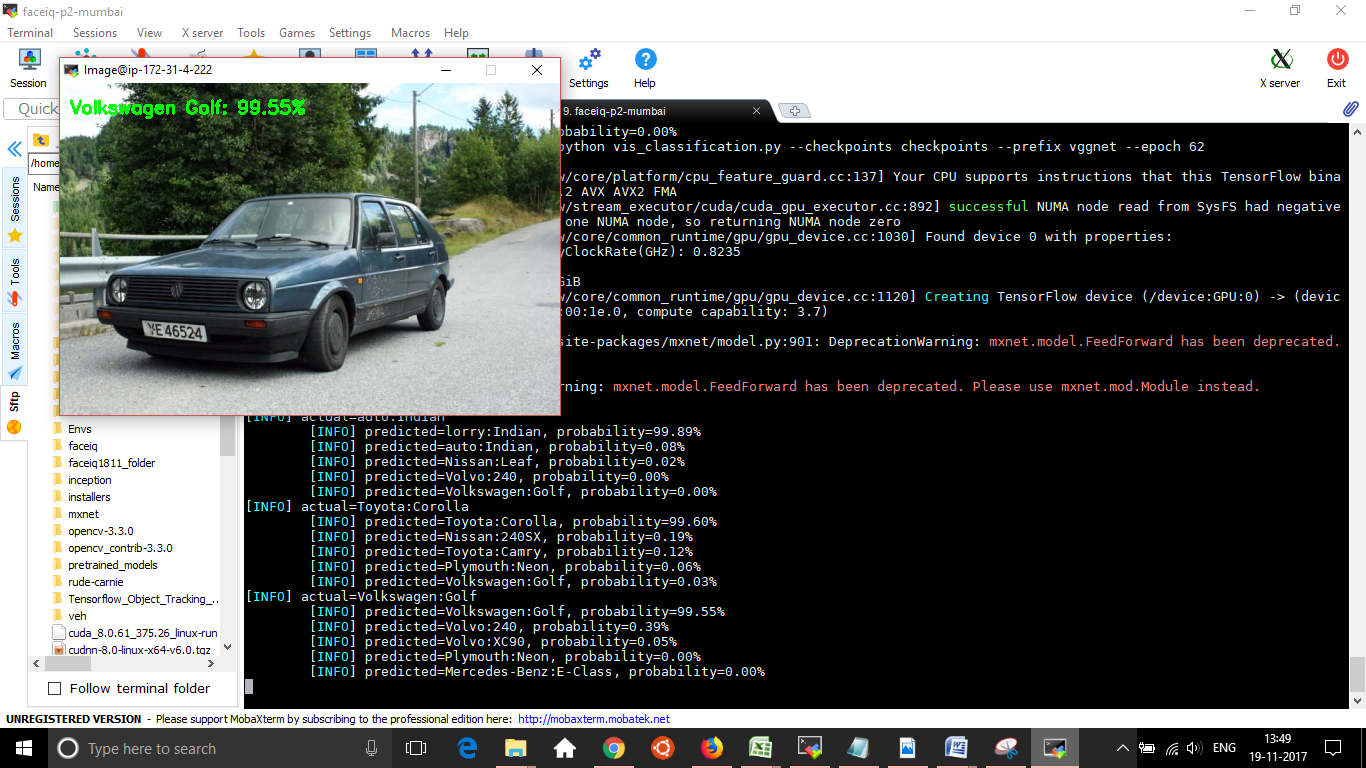 faceiq-p2-mumbai
Terminal Sessions View X server Tools Games Settings Macros Help
Session Settings Help X server Exit
Quick
Image@ip-172-31-4-222
Volkswagen Golf: 99.55%
YE 46524
9. faceiq-p2-mumbai
/home
Name
Sessions
Tools
Macros
Sftp
Envs
faceiq
faceiq1811_folder
inception
installers
mxnet
opencv-3.3.0
opencv_contrib-3.3.0
pretrained_models
rude-carnie
Tensorflow_Object_Tracking_...
veh
cuda_8.0.61_375.26_linux-run
cudnn-8.0-linux-x64-v6.0.tgz
Follow terminal folder
obability=0.00%
python vis_classification.py --checkpoints checkpoints --prefix vggnet --epoch 62
w/core/platform/cpu_feature_guard.cc:137] Your CPU supports instructions that this TensorFlow bina
.2 AVX AVX2 FMA
w/stream_executor/cuda/cuda_gpu_executor.cc:892] successful NUMA node read from SysFS had negative
one NUMA node, so returning NUMA node zero
w/core/common_runtime/gpu/gpu_device.cc:1030] Found device 0 with properties:
yClockRate(GHz): 0.8235
GiB
w/core/common_runtime/gpu/gpu_device.cc:1120] Creating TensorFlow device (/device:GPU:0) -> (devic
:00:1e.0, compute capability: 3.7)
site-packages/mxnet/model.py:901: DeprecationWarning: mxnet.model.FeedForward has been deprecated.
rning: mxnet.model.FeedForward has been deprecated. Please use mxnet.mod.Module instead.
[INFO] actual=auto:Indian
[INFO] predicted=lorry:Indian, probability=99.89%
[INFO] predicted=auto:Indian, probability=0.08%
[INFO] predicted=Nissan:Leaf, probability=0.02%
[INFO] predicted=Volvo:240, probability=0.00%
[INFO] predicted=Volkswagen:Golf, probability=0.00%
[INFO] actual=Toyota:Corolla
[INFO] predicted=Toyota:Corolla, probability=99.60%
[INFO] predicted=Nissan:240SX, probability=0.19%
[INFO] predicted=Toyota:Camry, probability=0.12%
[INFO] predicted=Plymouth:Neon, probability=0.06%
[INFO] predicted=Volkswagen:Golf, probability=0.03%
[INFO] actual=Volkswagen:Golf
[INFO] predicted=Volkswagen:Golf, probability=99.55%
[INFO] predicted=Volvo:240, probability=0.39%
[INFO] predicted=Volvo:XC90, probability=0.05%
[INFO] predicted=Plymouth:Neon, probability=0.00%
[INFO] predicted=Mercedes-Benz:E-Class, probability=0.00%
UNREGISTERED VERSION - Please support MobaXterm by subscribing to the professional edition here: http://mobaxterm.mobatek.net
Type here to search
ENG
13:49
19-11-2017